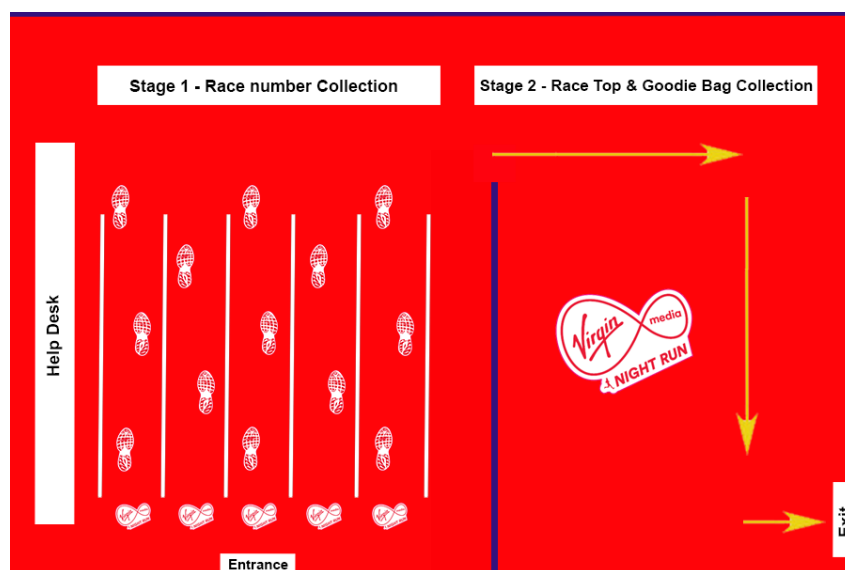 Stage 1 - Race number Collection
Stage 2 - Race Top & Goodie Bag Collection
Help Desk
Virgin media
NIGHT RUN
Exit
Entrance